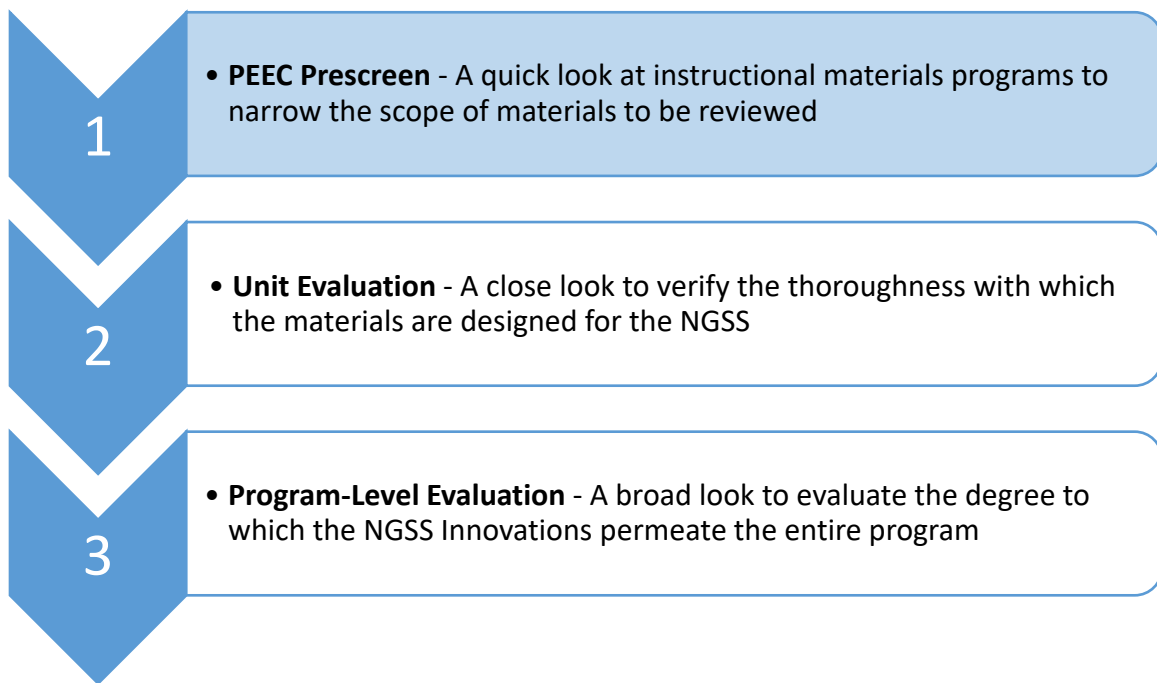 1
• PEEC Prescreen - A quick look at instructional materials programs to
narrow the scope of materials to be reviewed
2
• Unit Evaluation - A close look to verify the thoroughness with which
the materials are designed for the NGSS
3
• Program-Level Evaluation - A broad look to evaluate the degree to
which the NGSS Innovations permeate the entire program